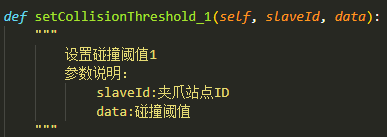 def setCollisionThreshold_1(self, slaveId, data):
"""
设置碰撞阈值1
参数说明：
slaveId:夹爪站点ID
data:碰撞阈值
"""